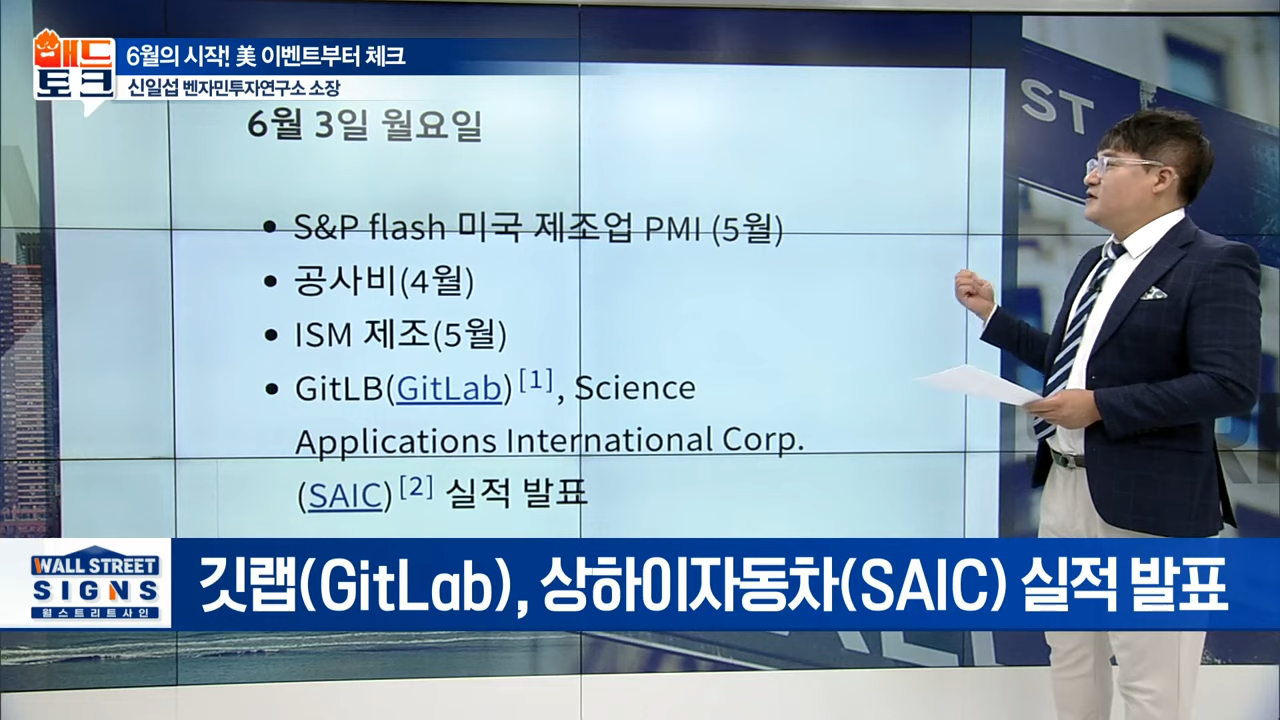 매드토크
6월의 시작! 美 이벤트부터 체크
신일섭 벤자민투자연구소 소장
6월 3일 월요일
• S&P flash 미국 제조업 PMI (5월)
• 공사비(4월)
• ISM 제조(5월)
• GitLB(GitLab)[1], Science
Applications International Corp.
(SAIC)[2] 실적 발표
ST
WALL STREET
SIGNS
월스트리트사인
깃랩(GitLab), 상하이자동차(SAIC) 실적 발표